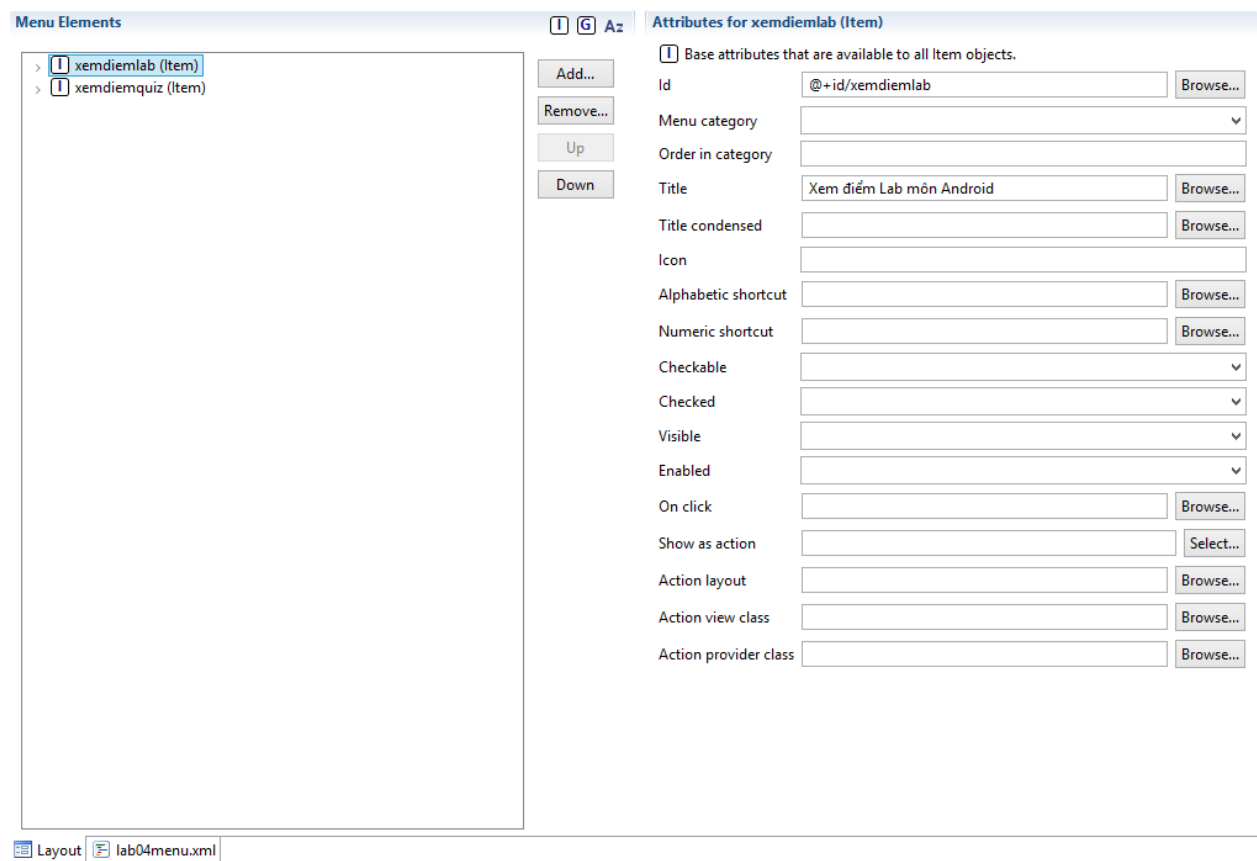 Menu Elements
I G Az
I xemdiemlab (Item)
I xemdiemquiz (Item)
Add...
Remove...
Up
Down
Attributes for xemdiemlab (Item)
I Base attributes that are available to all Item objects.
Id @+id/xemdiemlab Browse...
Menu category
Order in category
Title Xem điểm Lab môn Android Browse...
Title condensed Browse...
Icon
Alphabetic shortcut Browse...
Numeric shortcut Browse...
Checkable
Checked
Visible
Enabled
On click Browse...
Show as action Select...
Action layout Browse...
Action view class Browse...
Action provider class Browse...
Layout lab04menu.xml